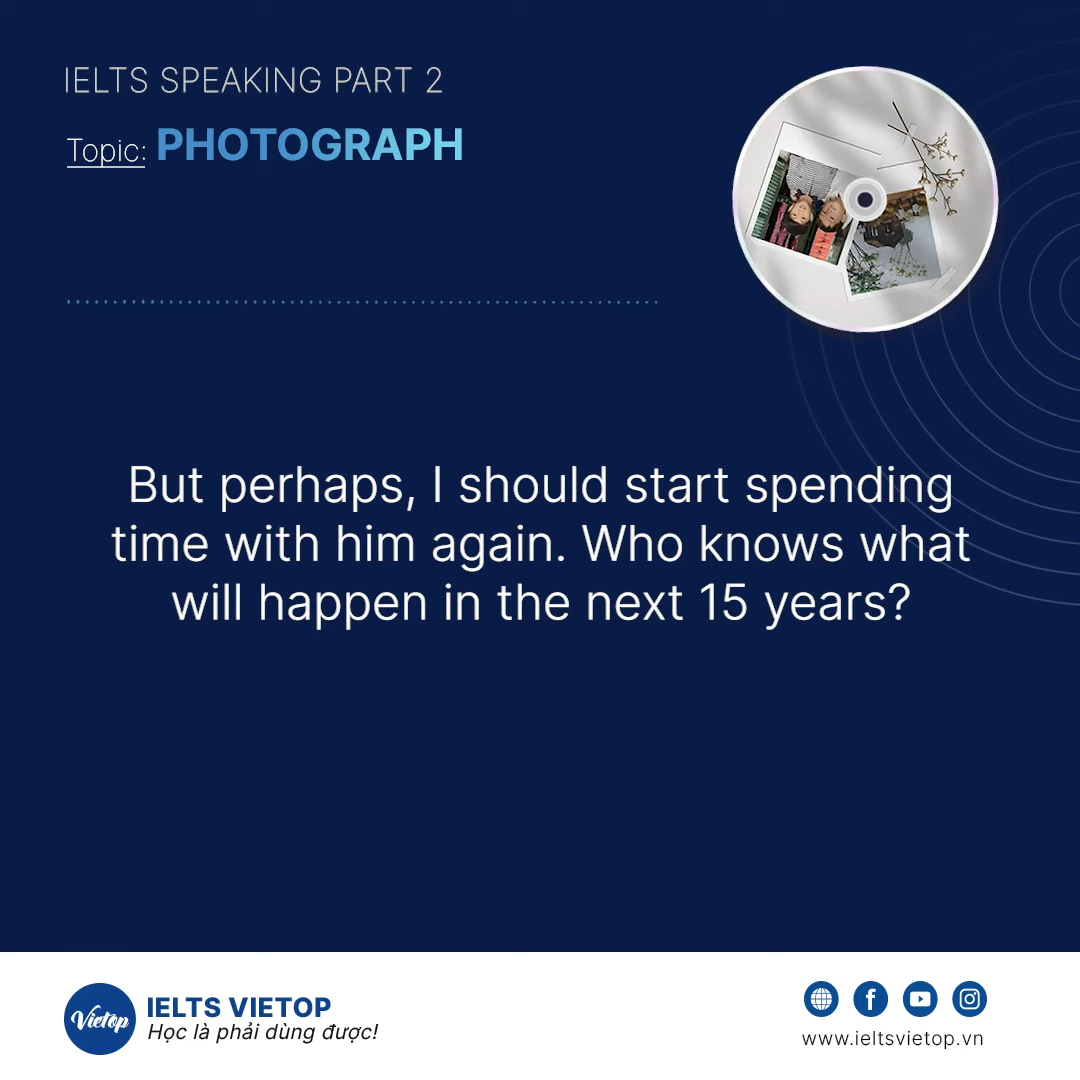 IELTS SPEAKING PART 2
Topic: PHOTOGRAPH
But perhaps, I should start spending
time with him again. Who knows what
will happen in the next 15 years?
Vietop
IELTS VIETOP
Học là phải dùng được!
www.ieltsvietop.vn